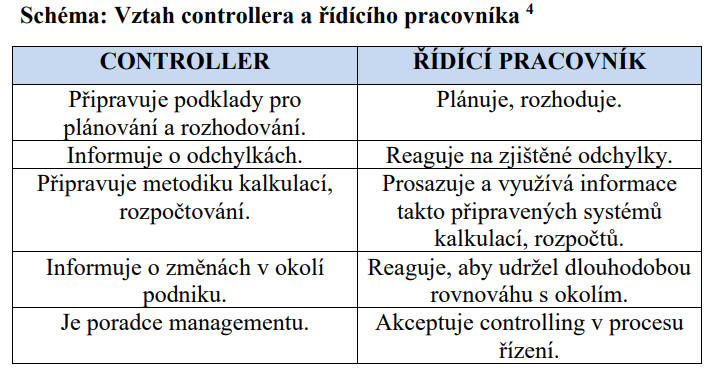 Schéma: Vztah controllera a řídícího pracovníka 4
CONTROLLER ŘÍDÍCÍ PRACOVNÍK
Připravuje podklady pro
plánování a rozhodování.
Plánuje, rozhoduje.
Informuje o odchylkách.
Reaguje na zjištěné odchylky.
Připravuje metodiku kalkulací,
rozpočtování.
Prosazuje a využívá informace
takto připravených systémů
kalkulací, rozpočtů.
Informuje o změnách v okolí
podniku.
Reaguje, aby udržel dlouhodobou
rovnováhu s okolím.
Je poradce managementu.
Akceptuje controlling v procesu
řízení.